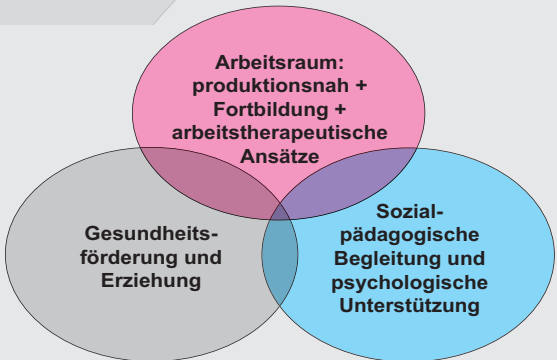 Arbeitsraum:
produktionsnah +
Fortbildung +
arbeitstherapeutische
Ansätze
Gesundheits-
förderung und
Erziehung
Sozial-
pädagogische
Begleitung und
psychologische
Unterstützung